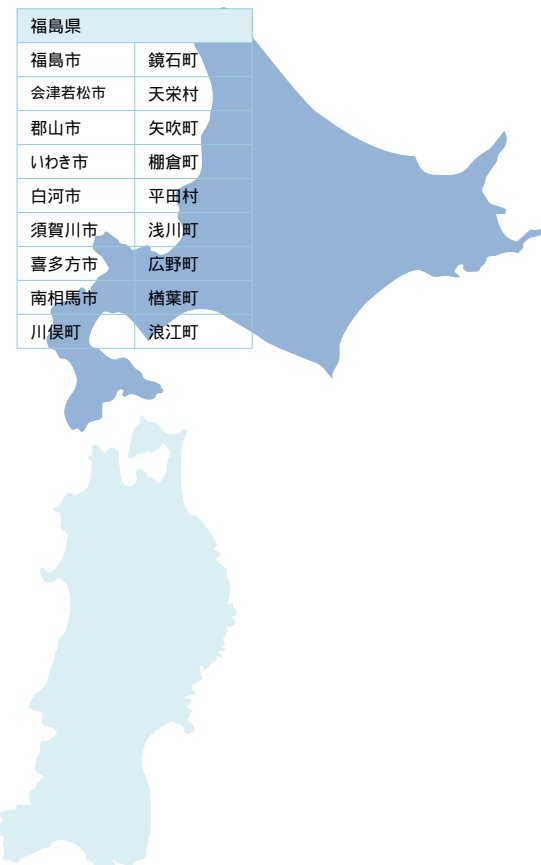 福島県
福島市 鏡石町
会津若松市 天栄村
郡山市 矢吹町
いわき市 棚倉町
白河市 平田村
須賀川市 浅川町
喜多方市 広野町
南相馬市 楢葉町
川俣町 浪江町